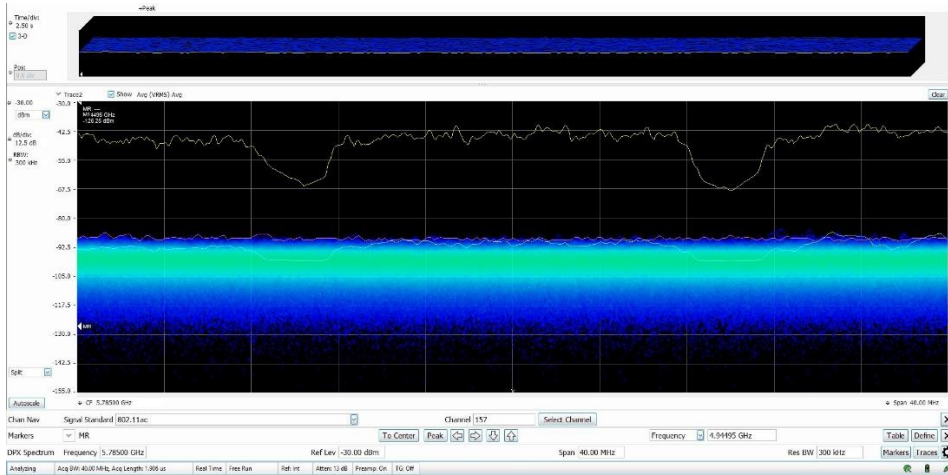 +Peak
Time/div:
2.50 s
3-D
Post
Trace2 Show Avg (VRMS) Avg Clear
-30.00
dBm
dB/div:
12.5 dB
RBW:
300 kHz
MR: ---
-30.0
-42.5
-55.0
-67.5
-80.0
-92.5
-105.0
-117.5
-130.0
MR
-142.5
-155.0
Split
Autoscale CF 5.78500 GHz Span 40.00 MHz
Chan Nav Signal Standard 802.11ac Channel 157 Select Channel X
Markers MR To Center Peak Frequency 4.94495 GHz Table Define X
DPX Spectrum Frequency 5.78500 GHz Ref Lev -30.00 dBm Span 40.00 MHz Res BW 300 kHz Markers Traces
Analyzing Acq BW: 40.00 MHz, Acq Length: 1.906 us Real Time Free Run Ref: Int Atten: 13 dB Preamp: On TG: Off